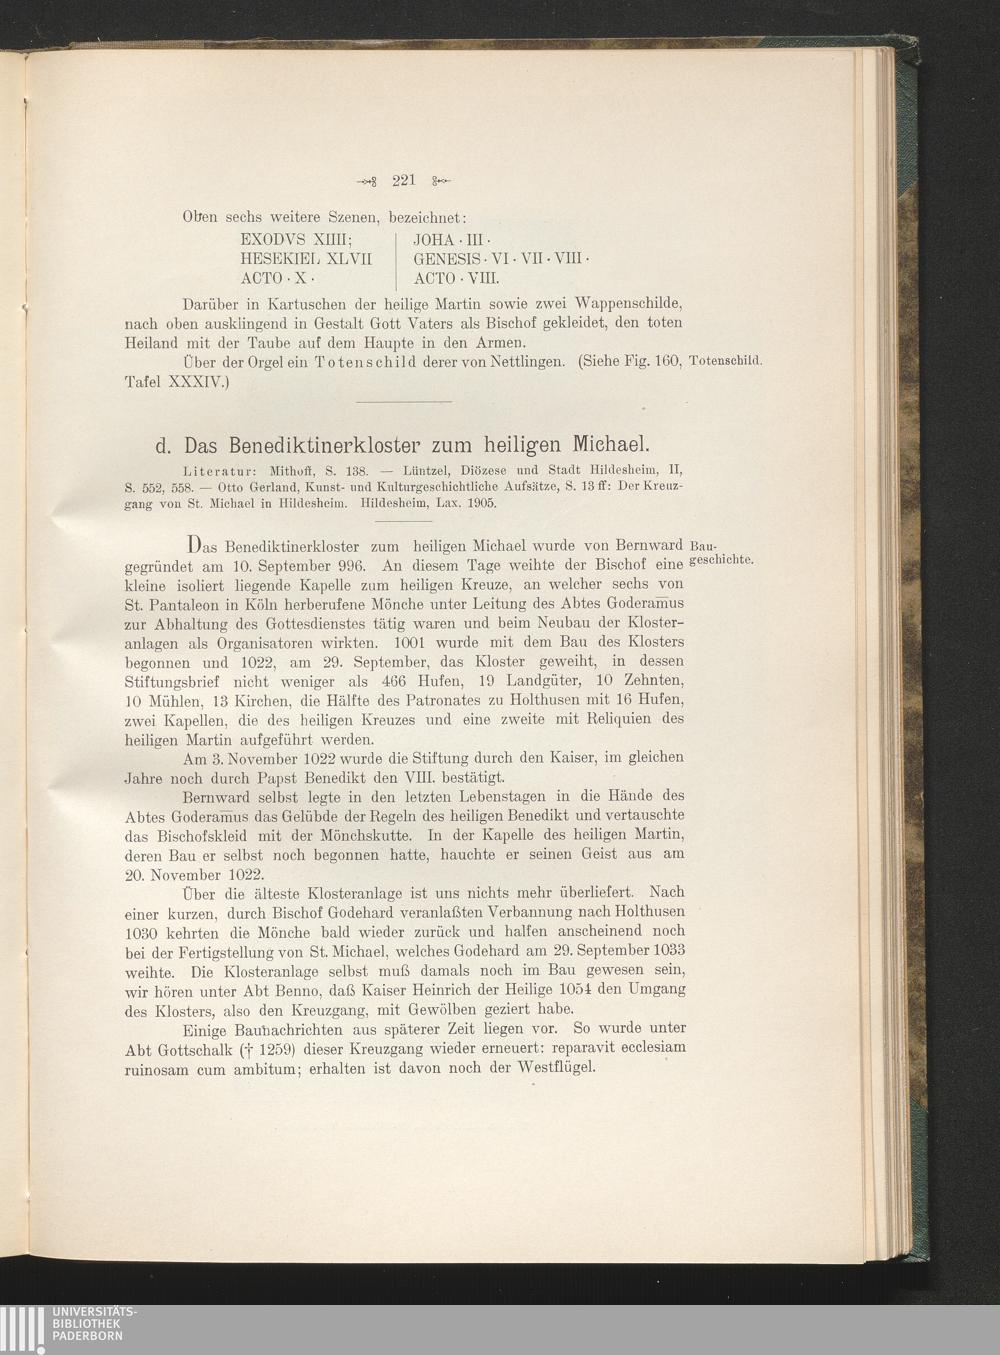 221
Oben sechs weitere Szenen, bezeichnet:
EXODVS XIIII; JOHA · III ·
HESEKIEL XLVII GENESIS · VI · VII · VIII ·
ACTO · X · ACTO · VIII.
Darüber in Kartuschen der heilige Martin sowie zwei Wappenschilde,
nach oben ausklingend in Gestalt Gott Vaters als Bischof gekleidet, den toten
Heiland mit der Taube auf dem Haupte in den Armen.
Über der Orgel ein Totenschild derer von Nettlingen. (Siehe Fig. 160, Totenschild.
Tafel XXXIV.)
d. Das Benediktinerkloster zum heiligen Michael.
Literatur: Mithoff, S. 138. — Lüntzel, Diözese und Stadt Hildesheim, II,
S. 552, 558. — Otto Gerland, Kunst- und Kulturgeschichtliche Aufsätze, S. 13 ff: Der Kreuz-
gang von St. Michael in Hildesheim. Hildesheim, Lax. 1905.
Das Benediktinerkloster zum heiligen Michael wurde von Bernward Bau-
gegründet am 10. September 996. An diesem Tage weihte der Bischof eine geschichte.
kleine isoliert liegende Kapelle zum heiligen Kreuze, an welcher sechs von
St. Pantaleon in Köln herberufene Mönche unter Leitung des Abtes Goderam̅us
zur Abhaltung des Gottesdienstes tätig waren und beim Neubau der Kloster-
anlagen als Organisatoren wirkten. 1001 wurde mit dem Bau des Klosters
begonnen und 1022, am 29. September, das Kloster geweiht, in dessen
Stiftungsbrief nicht weniger als 466 Hufen, 19 Landgüter, 10 Zehnten,
10 Mühlen, 13 Kirchen, die Hälfte des Patronates zu Holthusen mit 16 Hufen,
zwei Kapellen, die des heiligen Kreuzes und eine zweite mit Reliquien des
heiligen Martin aufgeführt werden.
Am 3. November 1022 wurde die Stiftung durch den Kaiser, im gleichen
Jahre noch durch Papst Benedikt den VIII. bestätigt.
Bernward selbst legte in den letzten Lebenstagen in die Hände des
Abtes Goderam̅us das Gelübde der Regeln des heiligen Benedikt und vertauschte
das Bischofskleid mit der Mönchskutte. In der Kapelle des heiligen Martin,
deren Bau er selbst noch begonnen hatte, hauchte er seinen Geist aus am
20. November 1022.
Über die älteste Klosteranlage ist uns nichts mehr überliefert. Nach
einer kurzen, durch Bischof Godehard veranlaßten Verbannung nach Holthusen
1030 kehrten die Mönche bald wieder zurück und halfen anscheinend noch
bei der Fertigstellung von St. Michael, welches Godehard am 29. September 1033
weihte. Die Klosteranlage selbst muß damals noch im Bau gewesen sein,
wir hören unter Abt Benno, daß Kaiser Heinrich der Heilige 1054 den Umgang
des Klosters, also den Kreuzgang, mit Gewölben geziert habe.
Einige Baunachrichten aus späterer Zeit liegen vor. So wurde unter
Abt Gottschalk († 1259) dieser Kreuzgang wieder erneuert: reparavit ecclesiam
ruinosam cum ambitum; erhalten ist davon noch der Westflügel.
UNIVERSITÄTS-
BIBLIOTHEK
PADERBORN